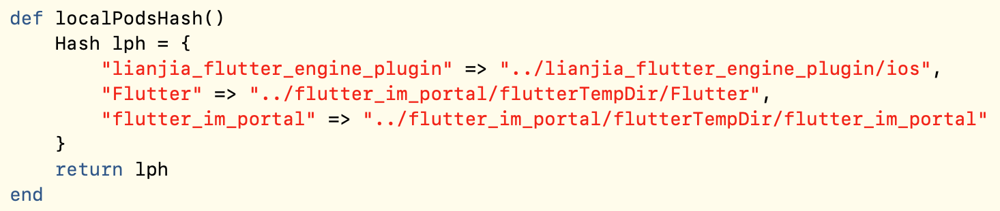 def localPodsHash()
    Hash lph = {
        "lianjia_flutter_engine_plugin" => "../lianjia_flutter_engine_plugin/ios",
        "Flutter" => "../flutter_im_portal/flutterTempDir/Flutter",
        "flutter_im_portal" => "../flutter_im_portal/flutterTempDir/flutter_im_portal"
    }
    return lph
end